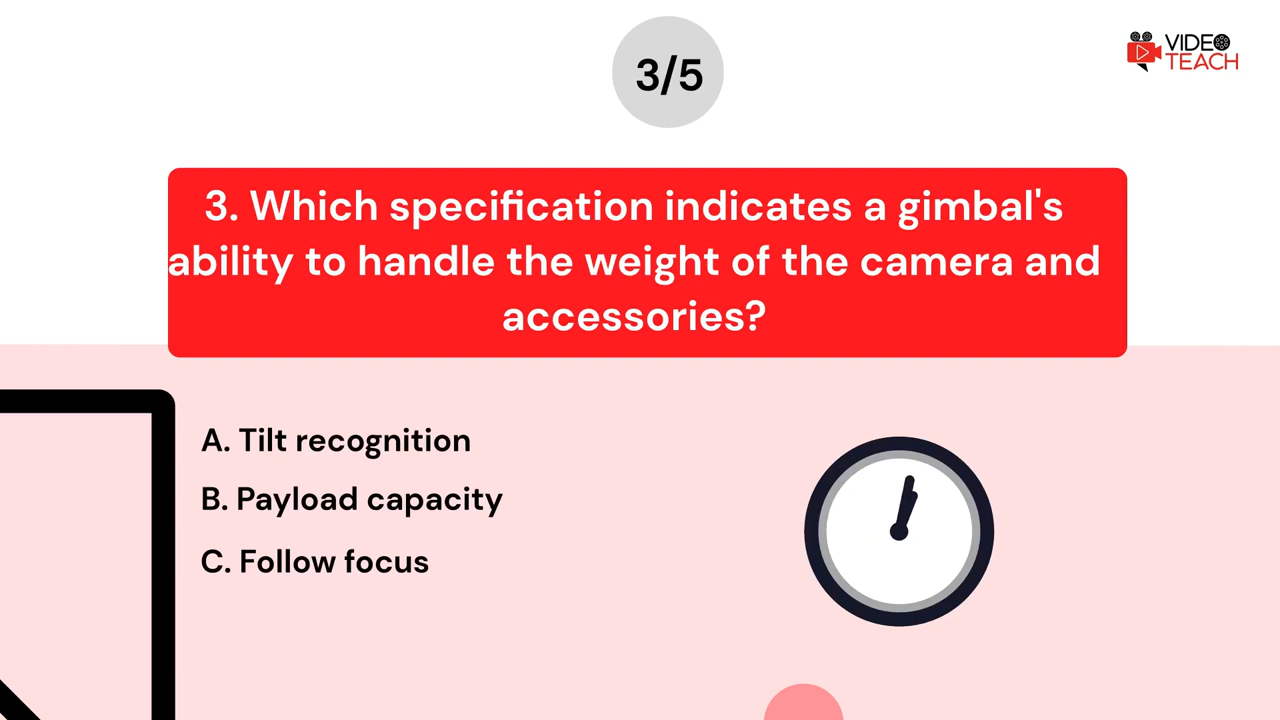 3/5
VIDEO
TEACH
3. Which specification indicates a gimbal's
ability to handle the weight of the camera and
accessories?
A. Tilt recognition
B. Payload capacity
C. Follow focus